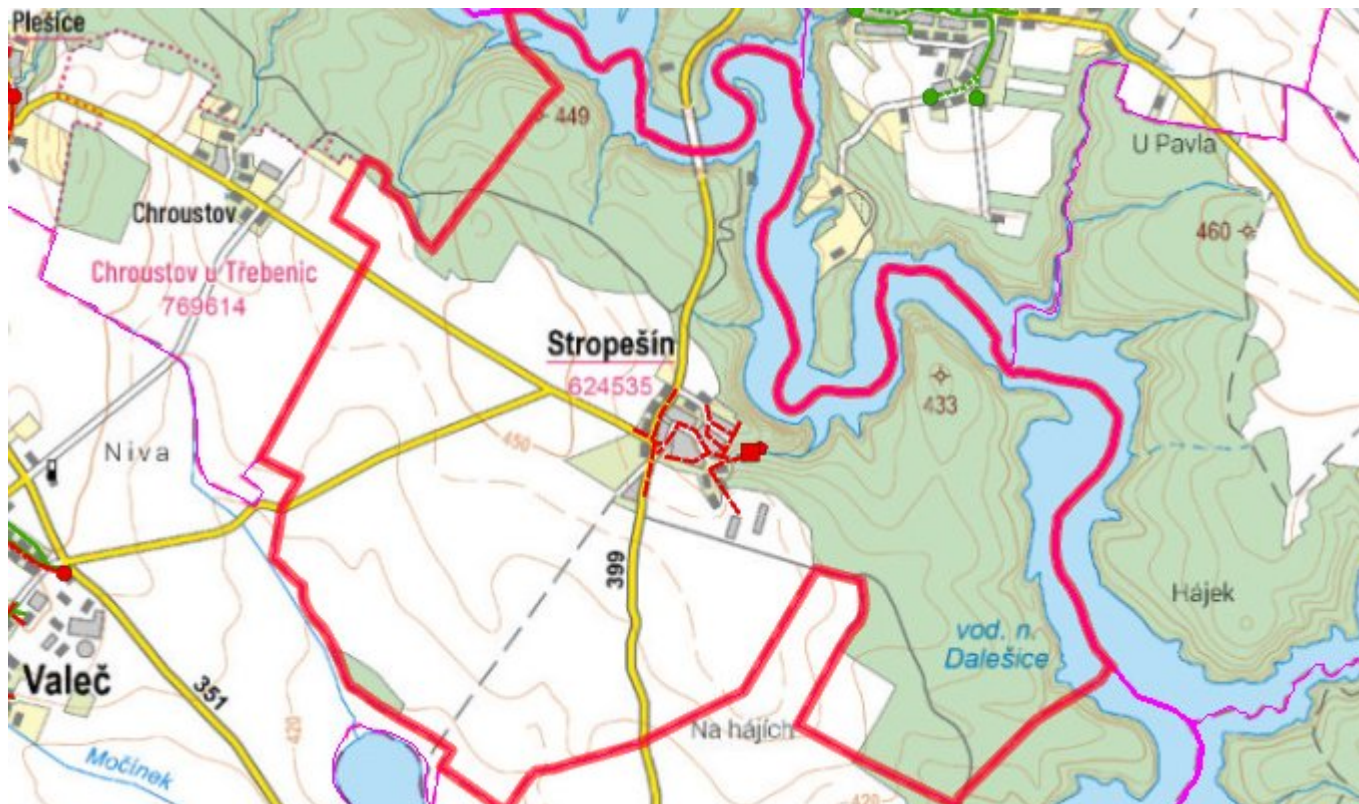 Plešice
449
U Pavla
Chroustov
460
Chroustov u Třebenic
769614
Stropešín
624535
433
450
Niva
399
Hájek
vod. n.
Dalešice
Valeč
351
420
Na hájích
Močínek
420